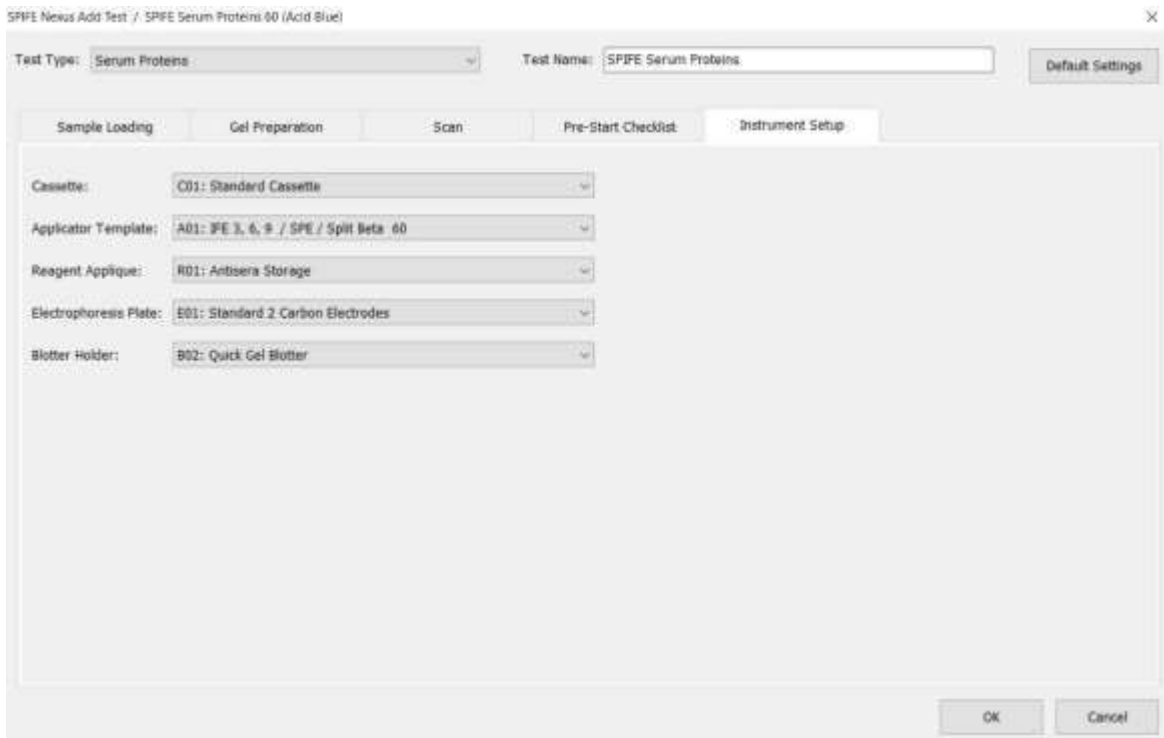 SPIFE Nexus Add Test / SPIFE Serum Proteins 60 (Acid Blue)
Test Type: Serum Proteins Test Name: SPIFE Serum Proteins Default Settings
Sample Loading Gel Preparation Scan Pre-Start Checklist Instrument Setup
Cassette: C01: Standard Cassette
Applicator Template: A01: IFE 3, 6, 9 / SPE / Split Beta 60
Reagent Applique: R01: Antisera Storage
Electrophoresis Plate: E01: Standard 2 Carbon Electrodes
Blotter Holder: B02: Quick Gel Blotter
OK Cancel